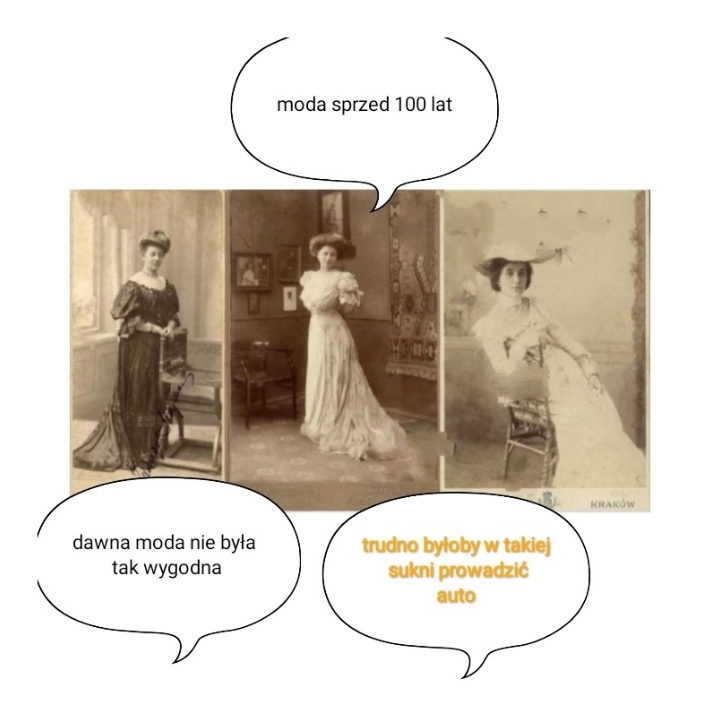 moda sprzed 100 lat
KRAKÓW
dawna moda nie była
tak wygodna
trudno byłoby w takiej
sukni prowadzić
auto